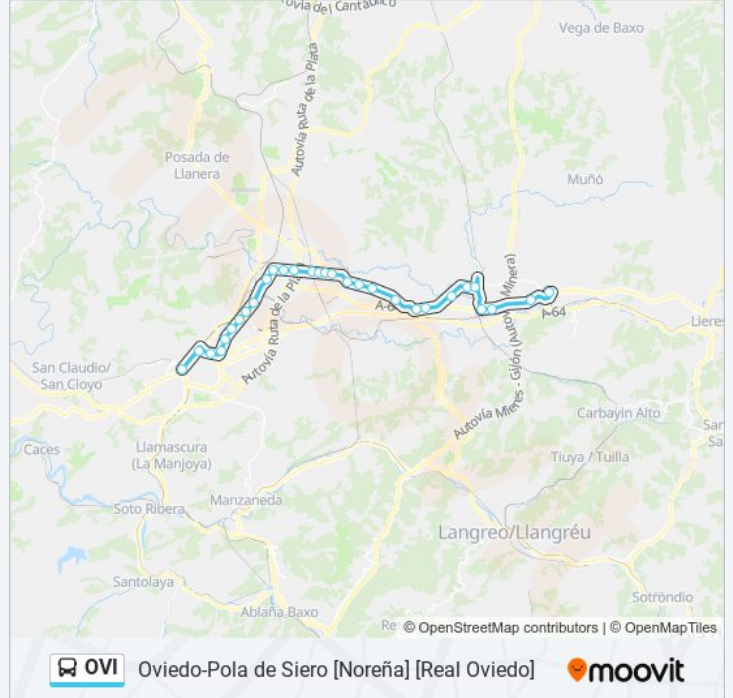 ovía del Cantábrico
Vega de Baxo
Autovía Ruta de la Plata
Posada de
Llanera
Muñó
Autovía Mieres - Gijón (Autovía Minera)
Autovía Ruta de la Plata
A-64
Lieres
San Claudio/
San Cloyo
Carbayin Alto
Caces
Llamascura
(La Manjoya)
Tiuya / Tuilla
Soto Ribera
Manzaneda
Langreo/Llangréu
Santolaya
Sotrondio
Ablaña Baxo
© OpenStreetMap contributors | © OpenMapTiles
OVI Oviedo-Pola de Siero [Noreña] [Real Oviedo] moovit